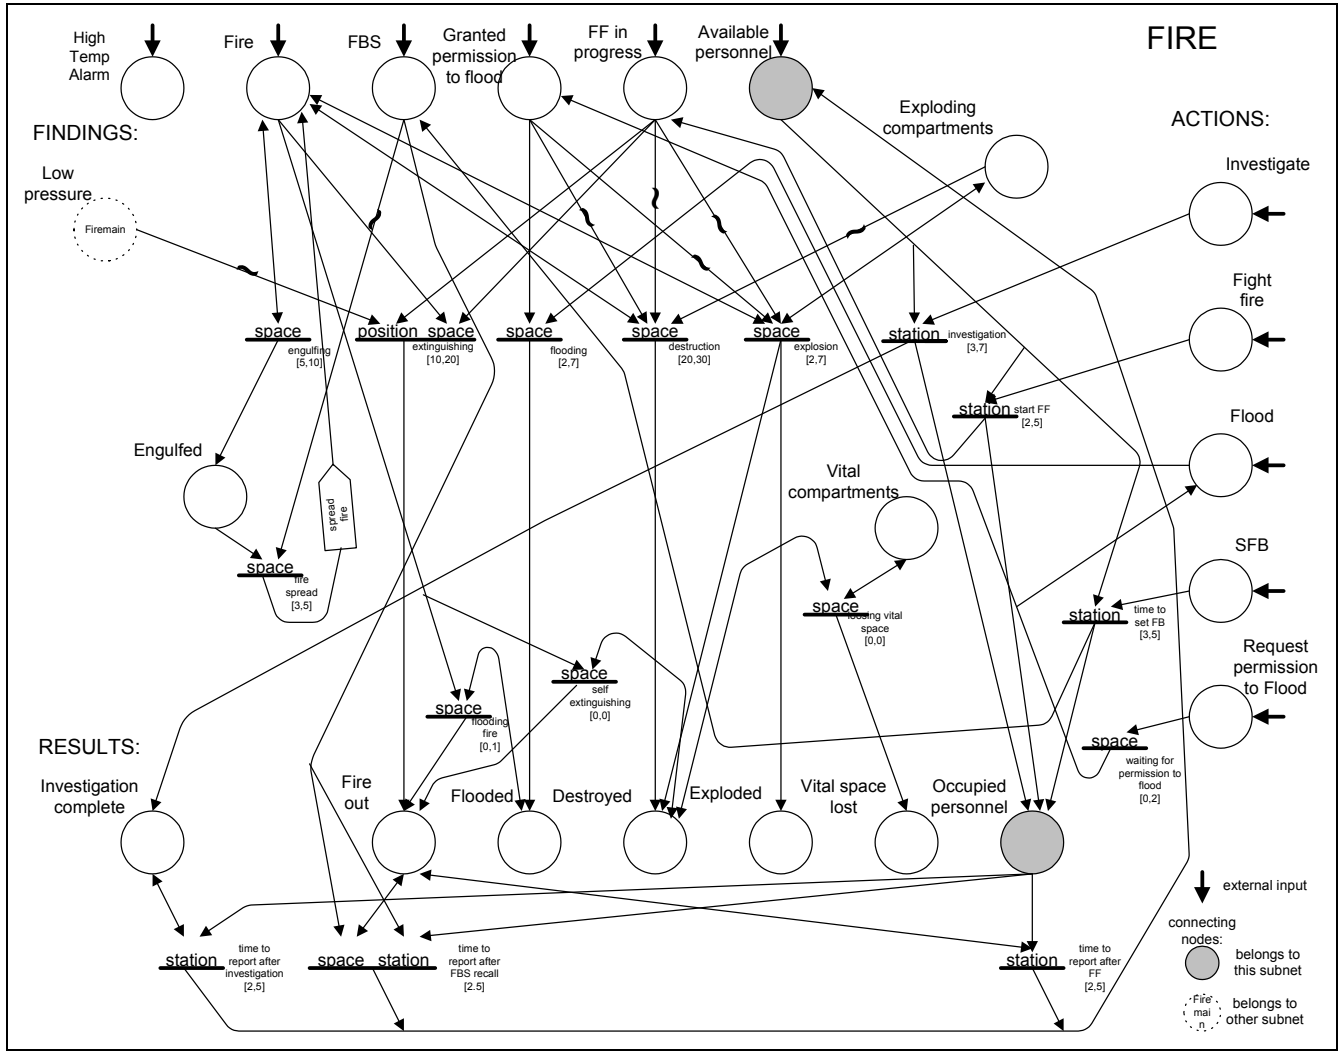 FIRE
High
Temp
Alarm
Fire
FBS
Granted
permission
to flood
FF in
progress
Available
personnel
Exploding
compartments
FINDINGS:
ACTIONS:
Low
pressure
Firemain
Investigate
Fight
fire
space
engulfing
[5,10]
position space
extinguishing
[10,20]
space
flooding
[2,7]
space
destruction
[20,30]
space
explosion
[2,7]
station
investigation
[3,7]
station
start FF
[2,5]
Flood
Engulfed
spread
fire
Vital
compartments
SFB
space
fire
spread
[3,5]
space
loosing vital
space
[0,0]
station
time to
set FB
[3,5]
Request
permission
to Flood
space
self
extinguishing
[0,0]
space
flooding
fire
[0,1]
space
waiting for
permission to
flood
[0,2]
RESULTS:
Investigation
complete
Fire
out
Flooded
Destroyed
Exploded
Vital space
lost
Occupied
personnel
station
time to
report after
investigation
[2,5]
space station
time to
report after
FBS recall
[2.5]
station
time to
report after
FF
[2,5]
external input
connecting
nodes:
belongs to
this subnet
Fire
mai
n
belongs to
other subnet